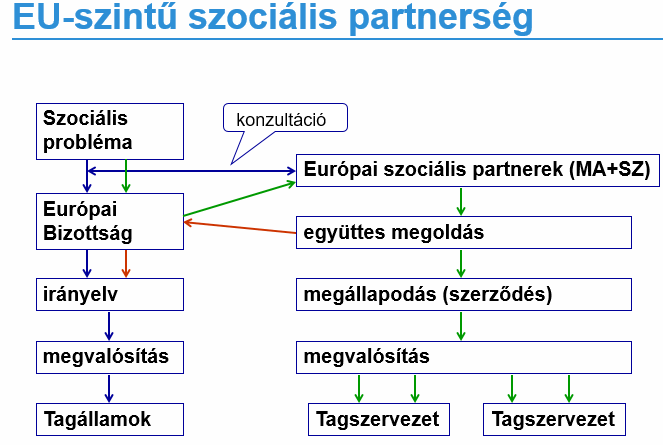 EU-szintű szociális partnerség
Szociális
probléma
konzultáció
Európai szociális partnerek (MA+SZ)
Európai
Bizottság
együttes megoldás
irányelv
megállapodás (szerződés)
megvalósítás
megvalósítás
Tagállamok
Tagszervezet
Tagszervezet